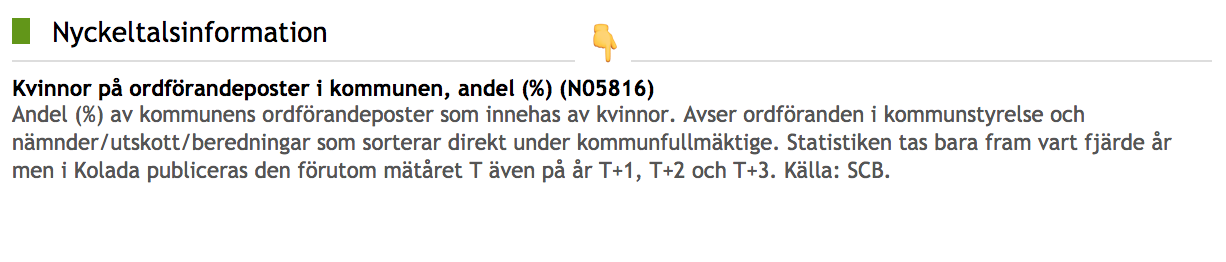 Nyckeltalsinformation
Kvinnor på ordförandeposter i kommunen, andel (%) (N05816)
Andel (%) av kommunens ordförandeposter som innehas av kvinnor. Avser ordföranden i kommunstyrelse och
nämnder/utskott/beredningar som sorterar direkt under kommunfullmäktige. Statistiken tas bara fram vart fjärde år
men i Kolada publiceras den förutom mätåret T även på år T+1, T+2 och T+3. Källa: SCB.